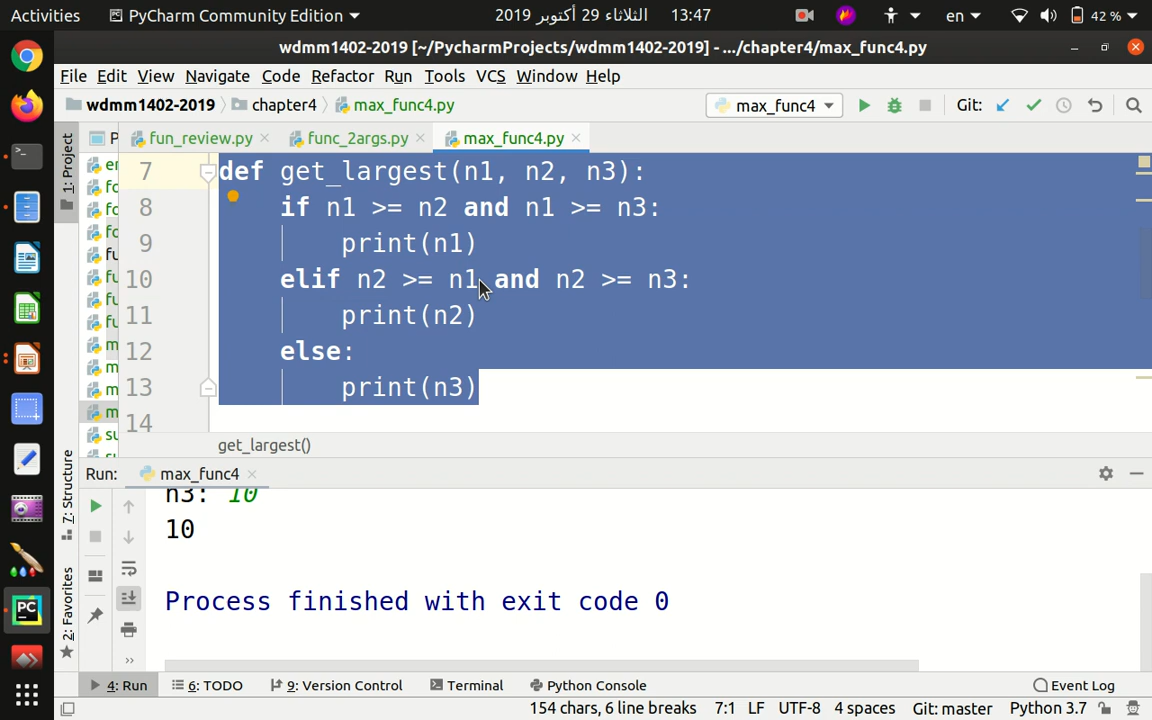 Activities PyCharm Community Edition الثلاثاء 29 أكتوبر 2019 13:47 en 42 %
wdmm1402-2019 [~/PycharmProjects/wdmm1402-2019] - .../chapter4/max_func4.py
File Edit View Navigate Code Refactor Run Tools VCS Window Help
wdmm1402-2019 chapter4 max_func4.py max_func4 Git:
1: Project P fun_review.py func_2args.py max_func4.py
7 def get_largest(n1, n2, n3):
8 if n1 >= n2 and n1 >= n3:
9 print(n1)
10 elif n2 >= n1 and n2 >= n3:
11 print(n2)
12 else:
13 print(n3)
14
get_largest()
7: Structure
2: Favorites
Run: max_func4
n3: 10
10
Process finished with exit code 0
4: Run 6: TODO 9: Version Control Terminal Python Console Event Log
154 chars, 6 line breaks 7:1 LF UTF-8 4 spaces Git: master Python 3.7